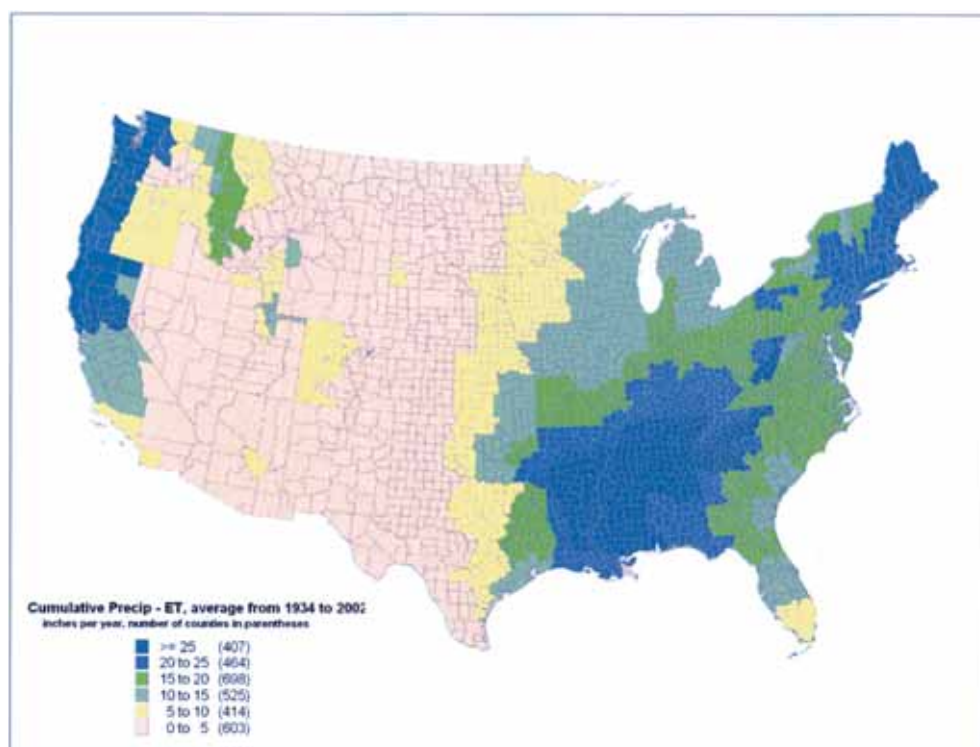 Cumulative Precip - ET, average from 1934 to 2002
inches per year, number of counties in parentheses
>= 25 (407)
20 to 25 (464)
15 to 20 (698)
10 to 15 (525)
5 to 10 (414)
0 to 5 (603)